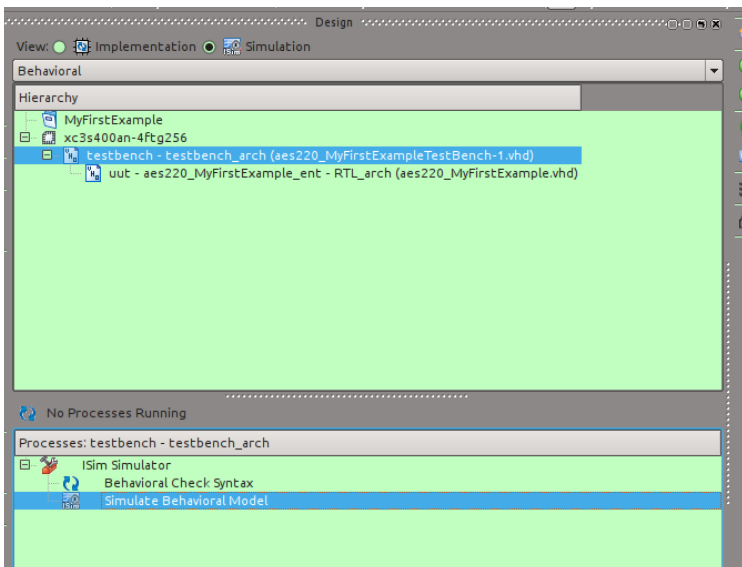 Design
View: Implementation Simulation
Behavioral
Hierarchy
MyFirstExample
xc3s400an-4ftg256
testbench - testbench_arch (aes220_MyFirstExampleTestBench-1.vhd)
uut - aes220_MyFirstExample_ent - RTL_arch (aes220_MyFirstExample.vhd)
No Processes Running
Processes: testbench - testbench_arch
ISim Simulator
Behavioral Check Syntax
Simulate Behavioral Model